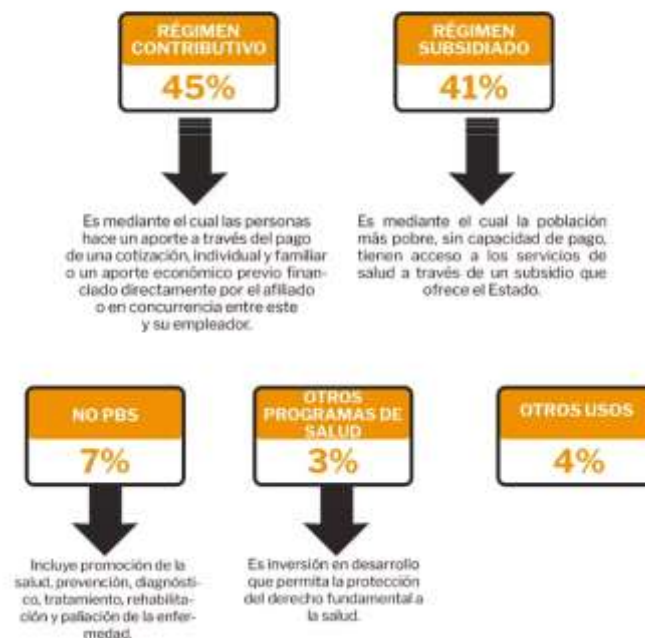 RÉGIMEN
CONTRIBUTIVO
45%
Es mediante el cual las personas
hace un aporte a través del pago
de una cotización, individual y familiar
o un aporte económico previo finan-
ciado directamente por el afiliado
o en concurrencia entre este
y su empleador.
RÉGIMEN
SUBSIDIADO
41%
Es mediante el cual la población
más pobre, sin capacidad de pago,
tienen acceso a los servicios de
salud a través de un subsidio que
ofrece el Estado.
NO PBS
7%
Incluye promoción de la
salud, prevención, diagnósti-
co, tratamiento, rehabilita-
ción y paliación de la enfer-
medad.
OTROS
PROGRAMAS DE
SALUD
3%
Es inversión en desarrollo
que permita la protección
del derecho fundamental a
la salud.
OTROS USOS
4%